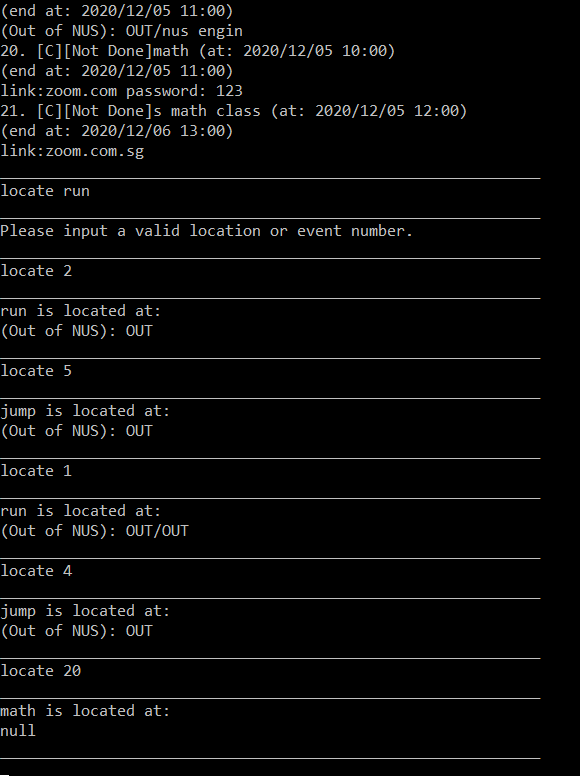 (end at: 2020/12/05 11:00)
(Out of NUS): OUT/nus engin
20. [C][Not Done]math (at: 2020/12/05 10:00)
(end at: 2020/12/05 11:00)
link:zoom.com password: 123
21. [C][Not Done]s math class (at: 2020/12/05 12:00)
(end at: 2020/12/06 13:00)
link:zoom.com.sg
locate run
Please input a valid location or event number.
locate 2
run is located at:
(Out of NUS): OUT
locate 5
jump is located at:
(Out of NUS): OUT
locate 1
run is located at:
(Out of NUS): OUT/OUT
locate 4
jump is located at:
(Out of NUS): OUT
locate 20
math is located at:
null